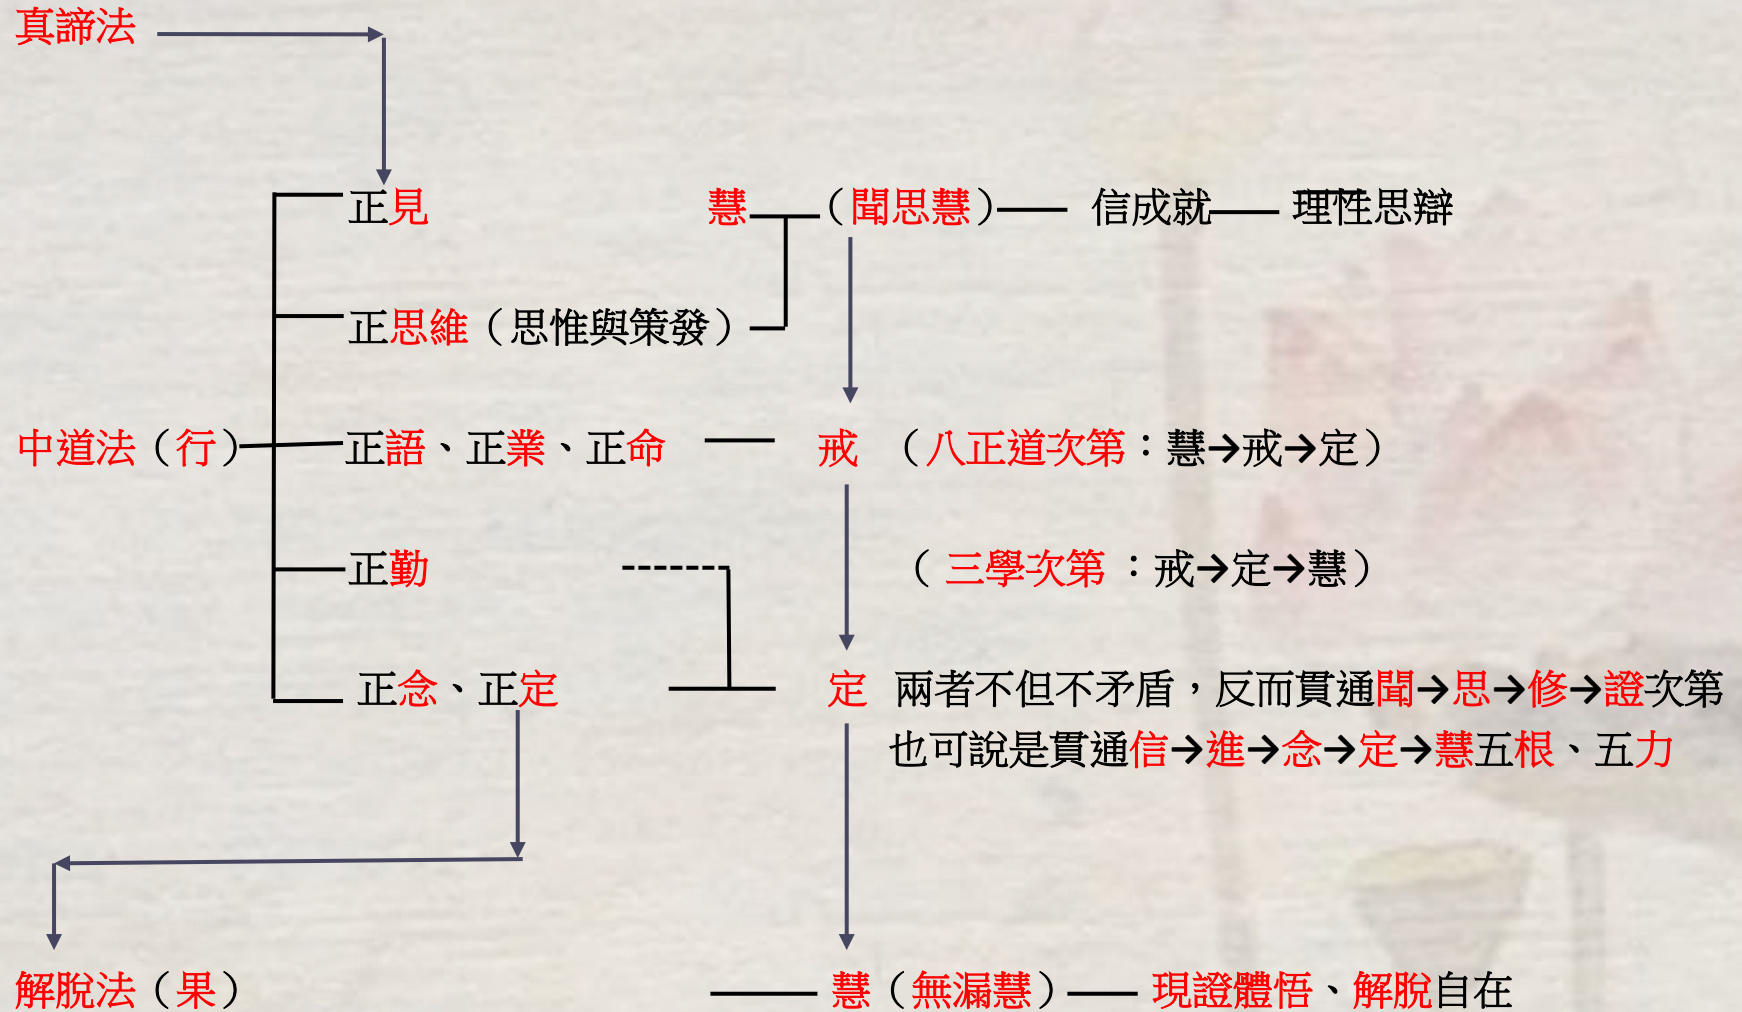 真諦法
正見 慧（聞思慧） 信成就 理性思辯
正思維（思惟與策發）
中道法（行） 正語、正業、正命 戒 （八正道次第：慧→戒→定）
正勤 （三學次第：戒→定→慧）
正念、正定 定 兩者不但不矛盾，反而貫通聞→思→修→證次第
也可說是貫通信→進→念→定→慧五根、五力
解脫法（果） 慧（無漏慧） 現證體悟、解脫自在